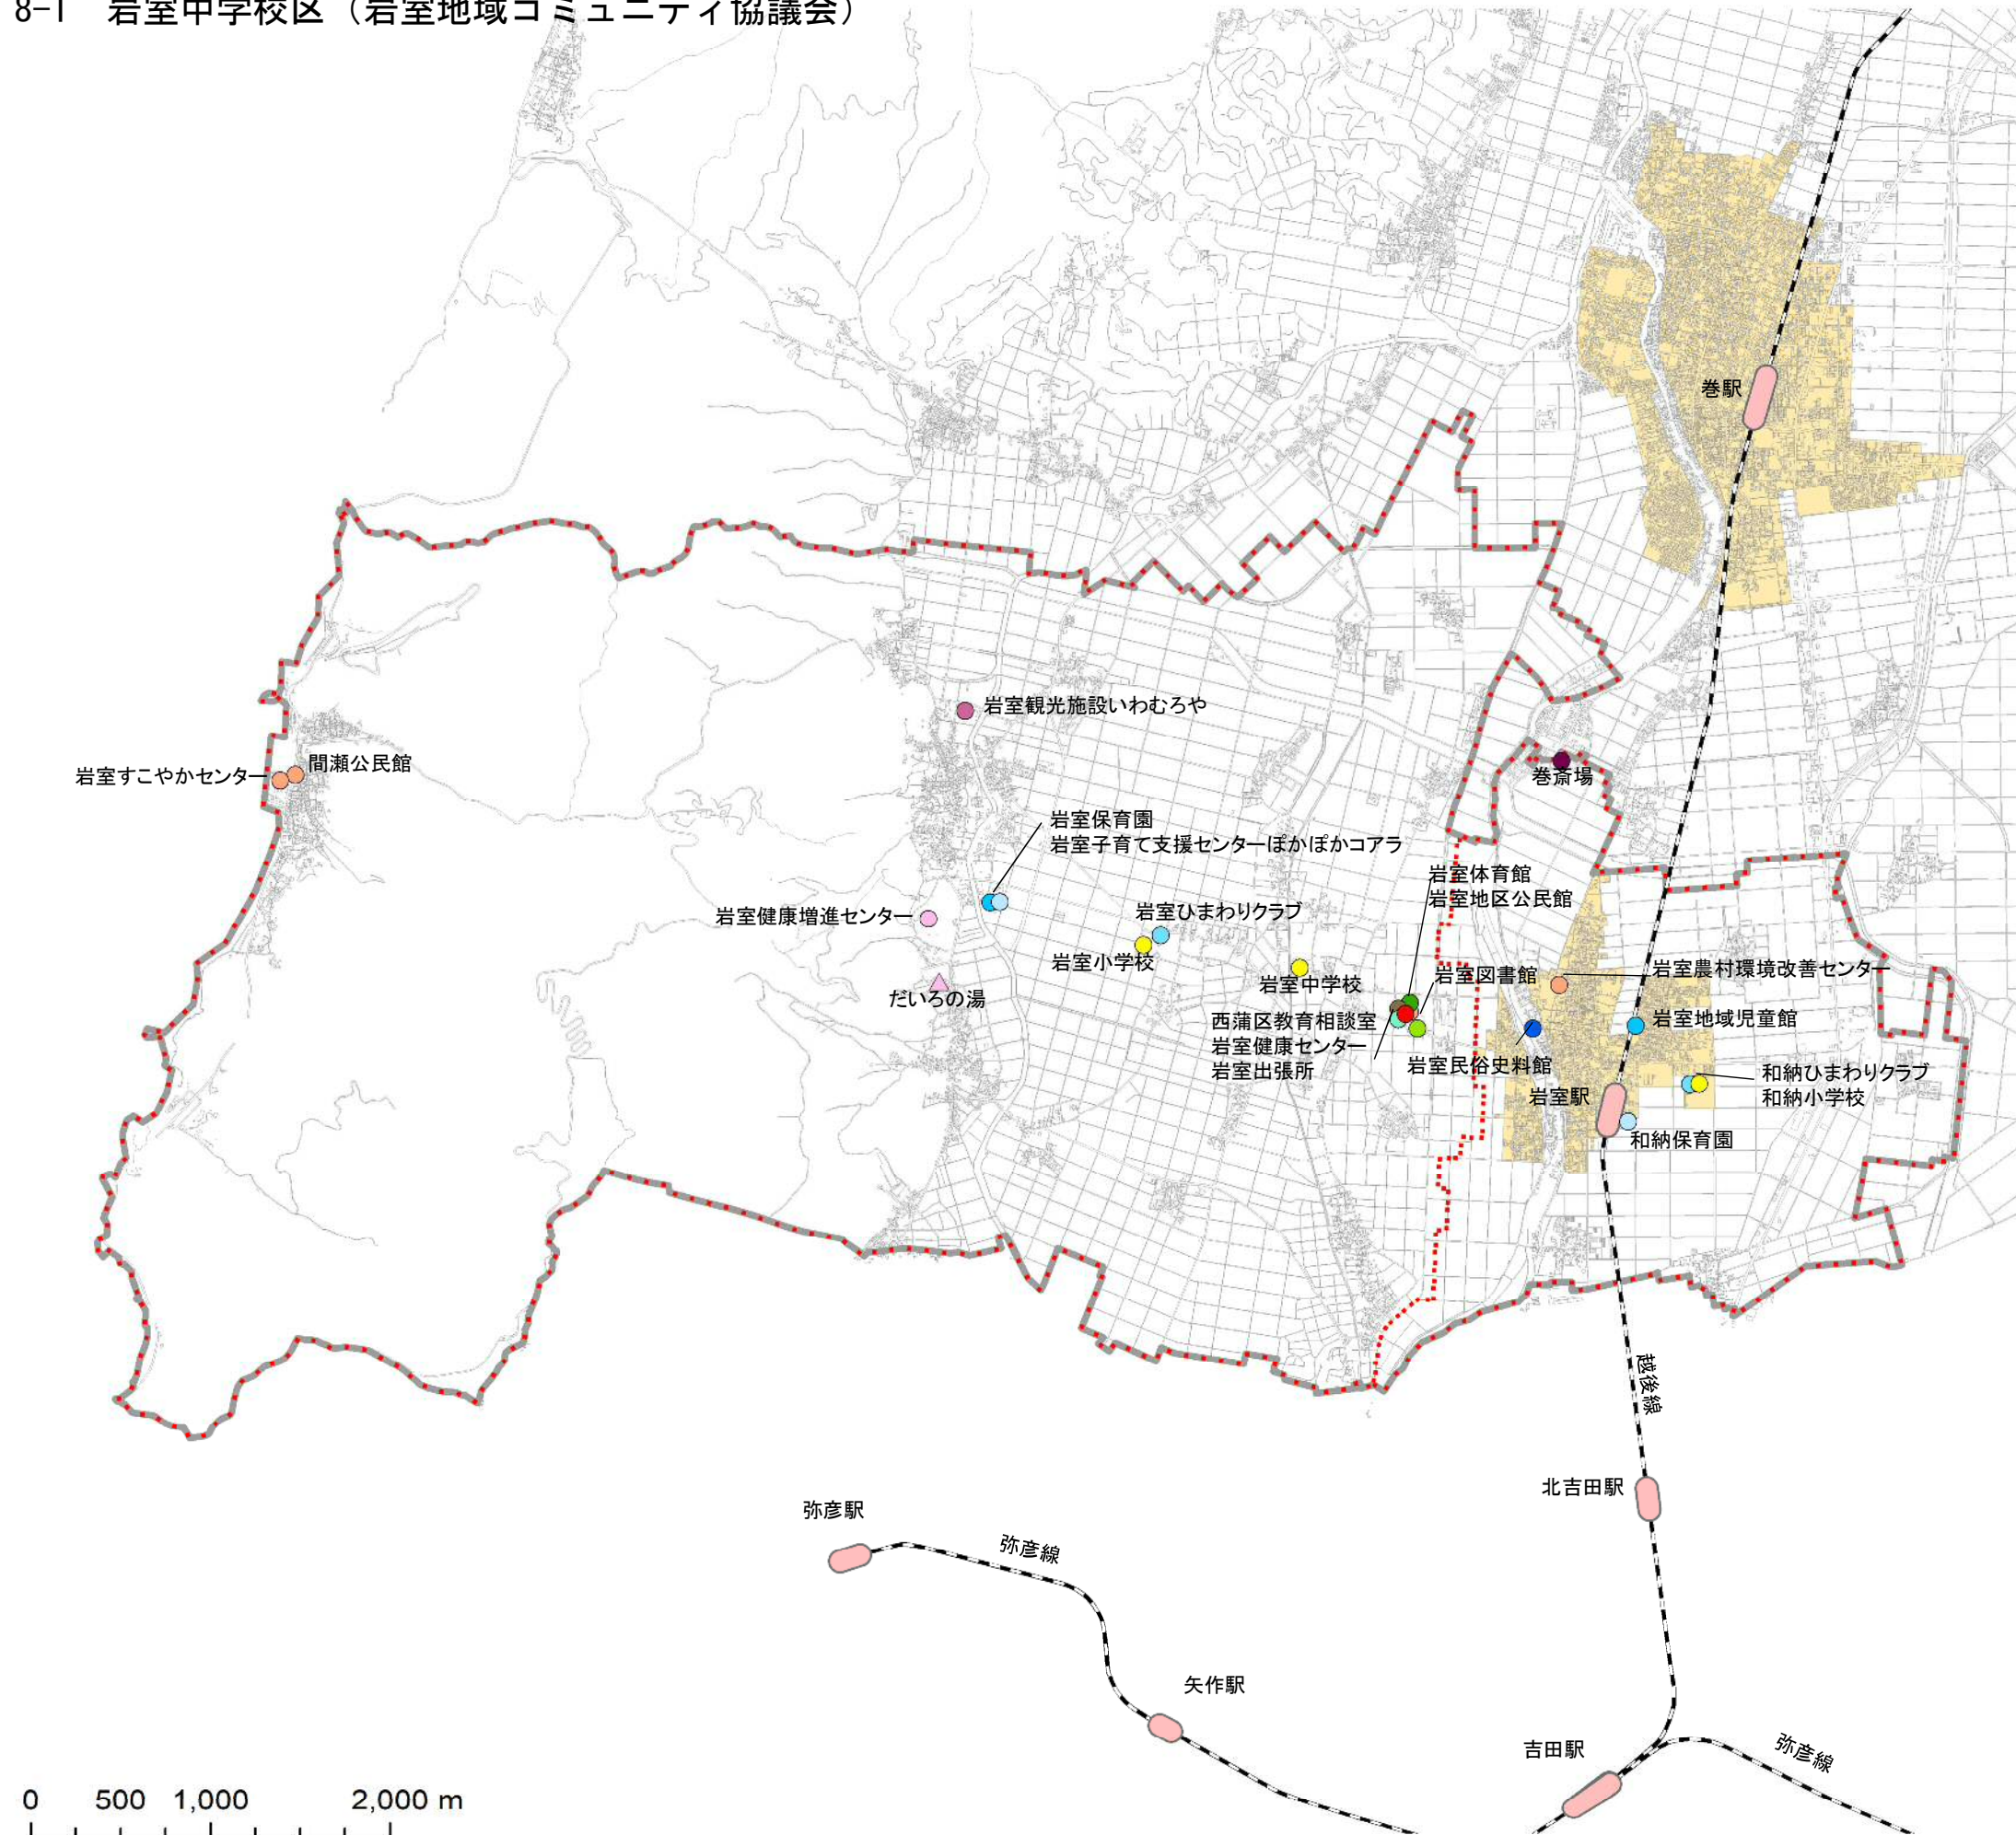 8-1　岩室中学校区（岩室地域コミュニティ協議会）
巻駅
岩室観光施設いわむろや
間瀬公民館
岩室すこやかセンター
巻斎場
岩室保育園
岩室子育て支援センターぽかぽかコアラ
岩室体育館
岩室地区公民館
岩室健康増進センター
岩室ひまわりクラブ
岩室小学校
岩室中学校
岩室図書館
岩室農村環境改善センター
だいろの湯
西蒲区教育相談室
岩室健康センター
岩室出張所
岩室地域児童館
岩室民俗史料館
和納ひまわりクラブ
和納小学校
岩室駅
和納保育園
越後線
北吉田駅
弥彦駅
弥彦線
矢作駅
吉田駅
弥彦線
0 500 1,000 2,000 m